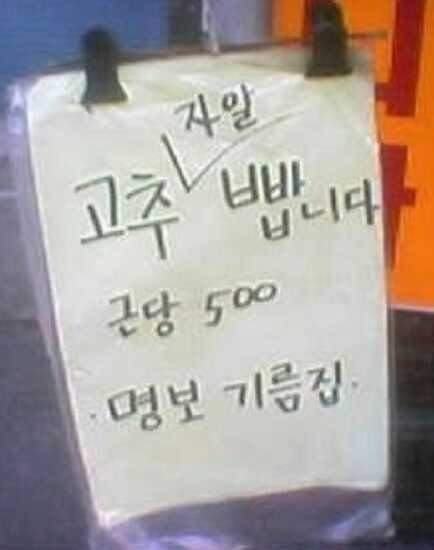 자알
고추 빱니다
근당 500
· 명보 기름집 ·